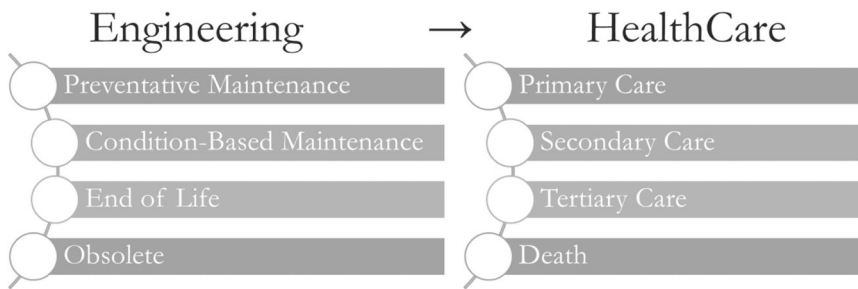 Engineering → HealthCare
Preventative Maintenance
Condition-Based Maintenance
End of Life
Obsolete
Primary Care
Secondary Care
Tertiary Care
Death